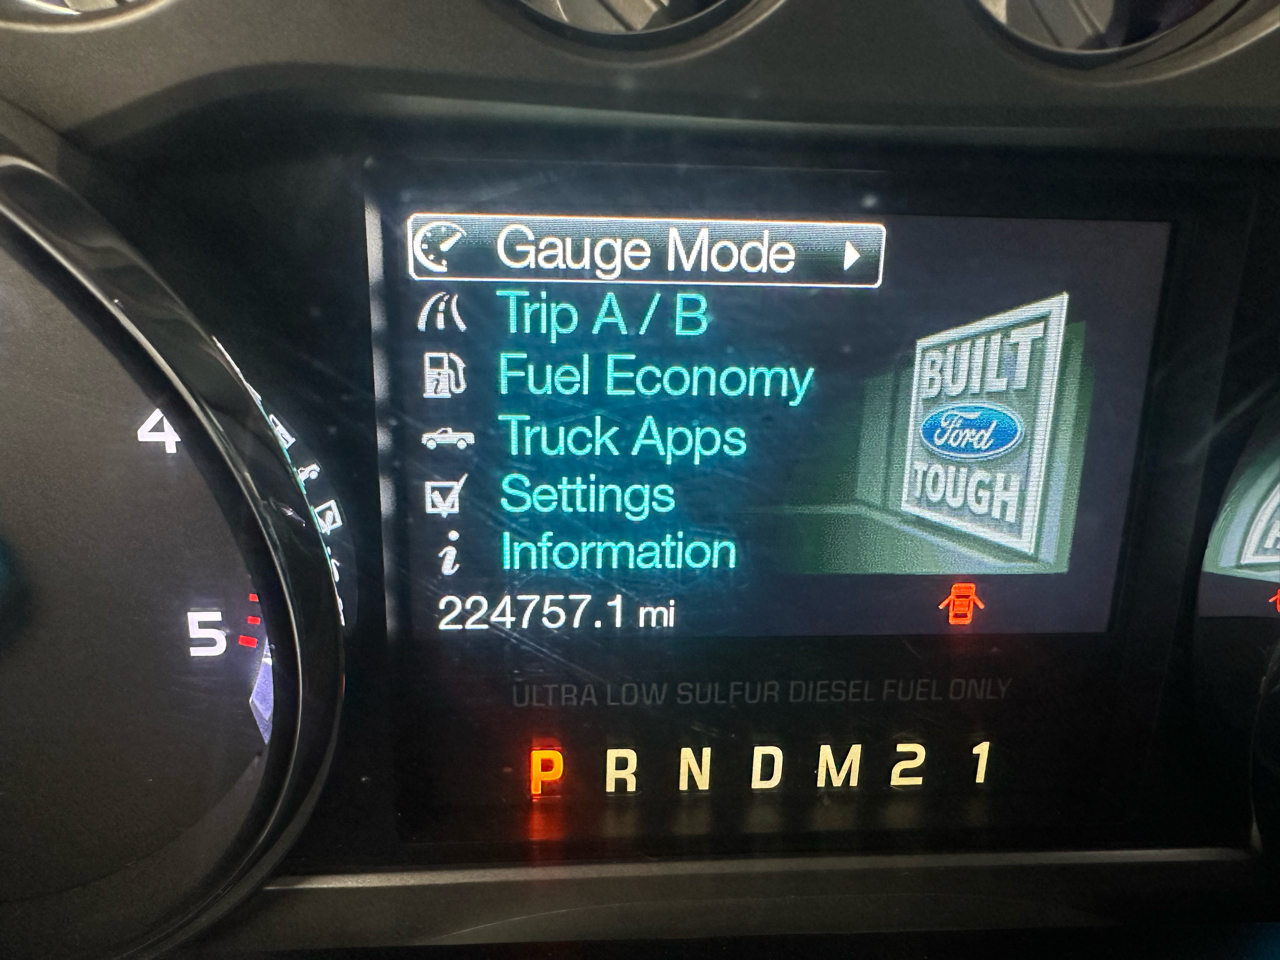 Gauge Mode
Trip A / B
Fuel Economy
Truck Apps
Settings
Information
BUILT
Ford
TOUGH
224757.1 mi
4
5
ULTRA LOW SULFUR DIESEL FUEL ONLY
P R N D M 2 1